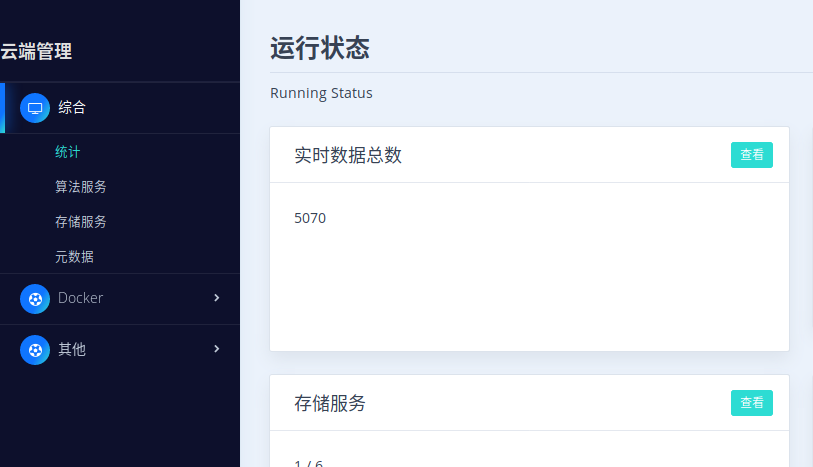 云端管理
综合
统计
算法服务
存储服务
元数据
Docker
其他
运行状态
Running Status
实时数据总数
查看
5070
存储服务
查看
1 / 6